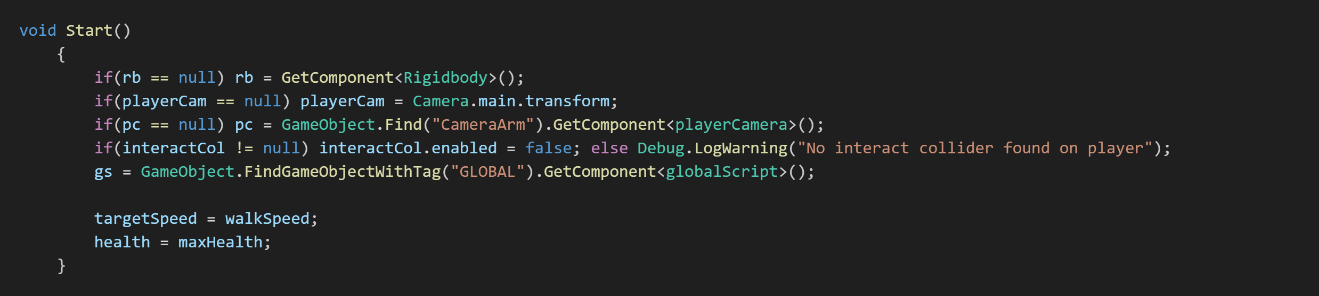 void Start()
{
if(rb == null) rb = GetComponent<Rigidbody>();
if(playerCam == null) playerCam = Camera.main.transform;
if(pc == null) pc = GameObject.Find("CameraArm").GetComponent<playerCamera>();
if(interactCol != null) interactCol.enabled = false; else Debug.LogWarning("No interact collider found on player");
gs = GameObject.FindGameObjectWithTag("GLOBAL").GetComponent<globalScript>();
targetSpeed = walkSpeed;
health = maxHealth;
}